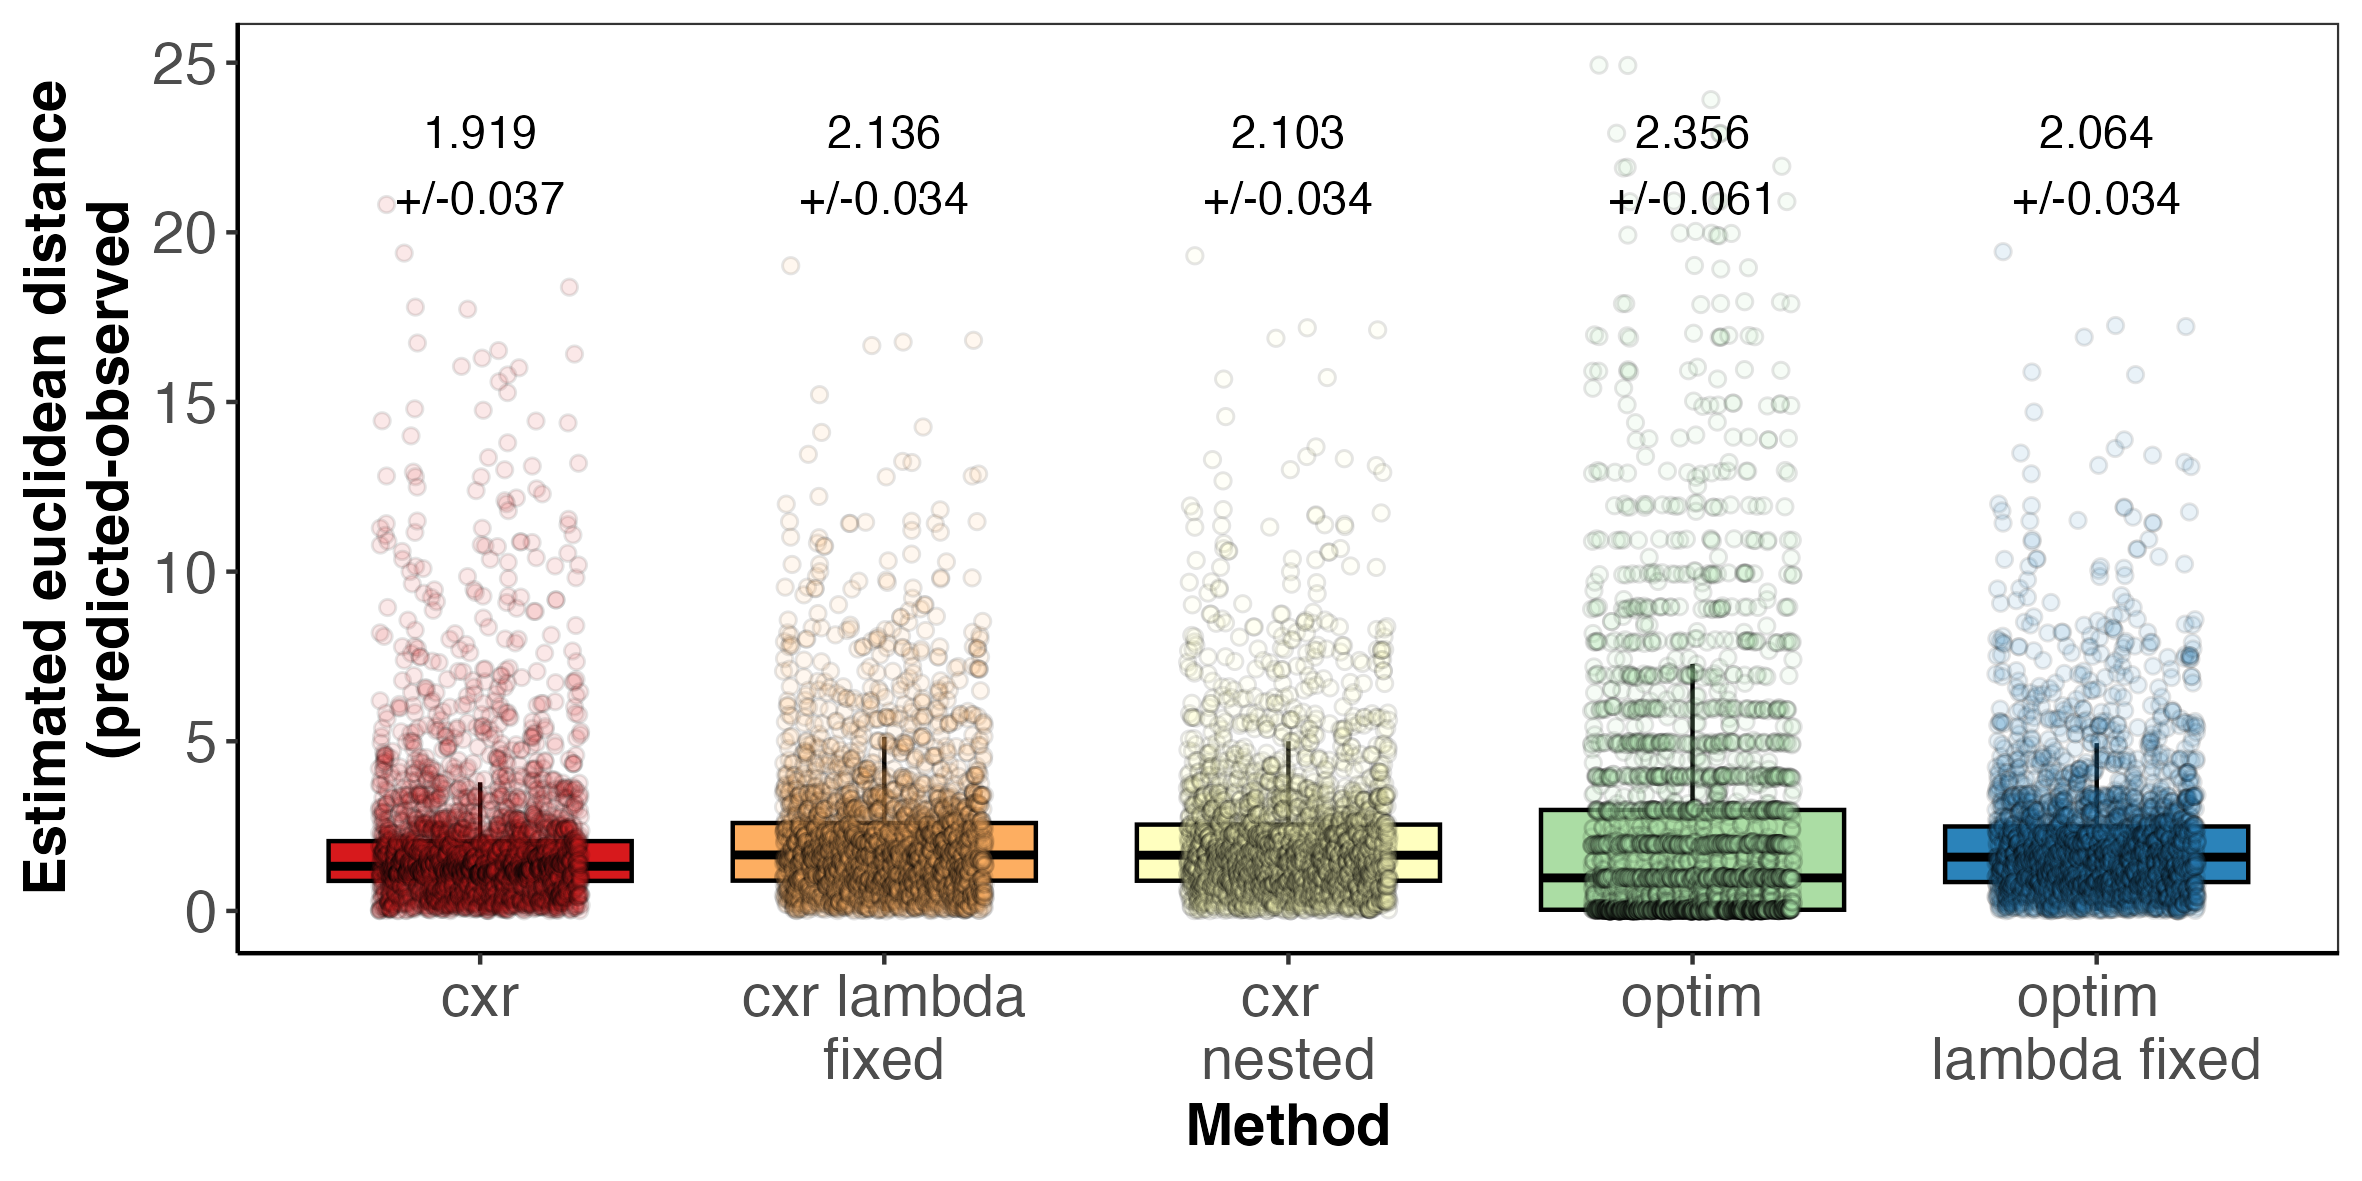 Estimated euclidean distance
(predicted-observed
25
20
15
10
5
0
1.919
+/-0.037
2.136
+/-0.034
2.103
+/-0.034
2.356
+/-0.061
2.064
+/-0.034
cxr
cxr lambda
fixed
cxr
nested
optim
optim
lambda fixed
Method